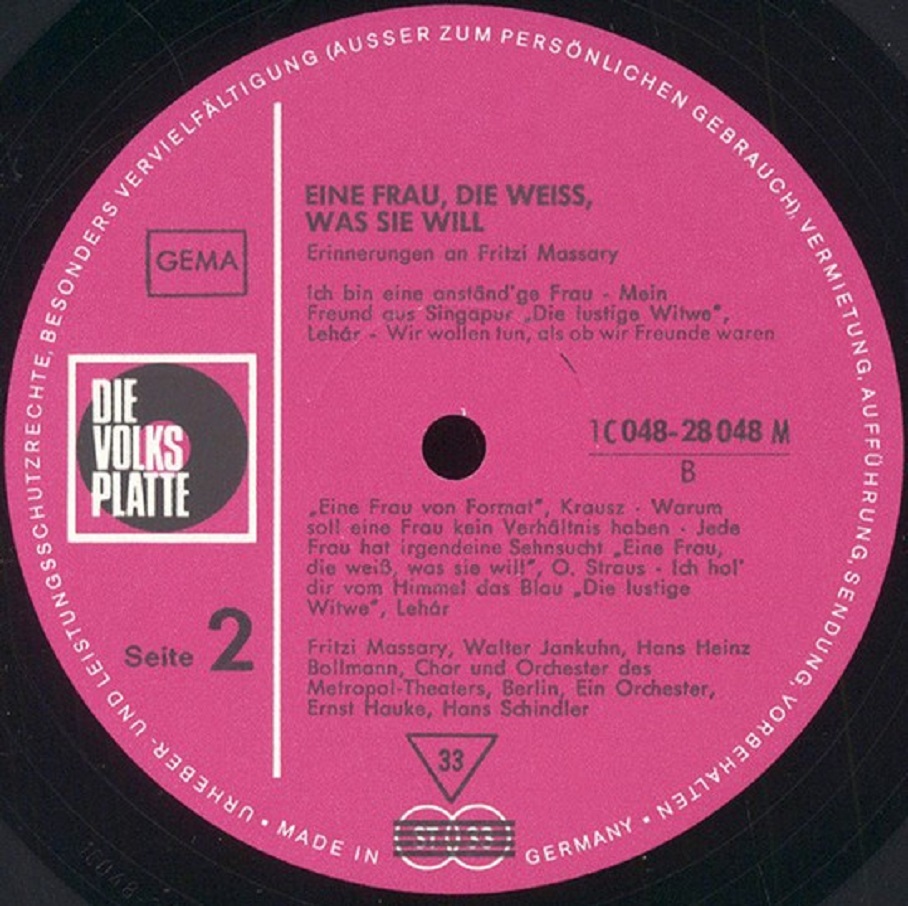 URHEBER- UND LEISTUNGSSCHUTZRECHTE, BESONDERS VERVIELFÄLTIGUNG (AUSSER ZUM PERSÖNLICHEN GEBRAUCH), VERMIETUNG, AUFFÜHRUNG, SENDUNG, VORBEHALTEN
EINE FRAU, DIE WEISS,
WAS SIE WILL
Erinnerungen an Fritzi Massary
GEMA
Ich bin eine anständ'ge Frau - Mein
Freund aus Singapur „Die lustige Witwe",
Lehár - Wir wollen tun, als ob wir Freunde waren
DIE
VOLKS
PLATTE
1C 048-28 048 M
B
„Eine Frau von Format", Krausz · Warum
soll eine Frau kein Verhältnis haben · Jede
Frau hat irgendeine Sehnsucht „Eine Frau,
die weiß, was sie will", O. Straus · Ich hol'
dir vom Himmel das Blau „Die lustige
Witwe", Lehár
Seite 2
Fritzi Massary, Walter Jankuhn, Hans Heinz
Bollmann, Chor und Orchester des
Metropol-Theaters, Berlin, Ein Orchester,
Ernst Hauke, Hans Schindler
33
ST 33
• MADE IN GERMANY •